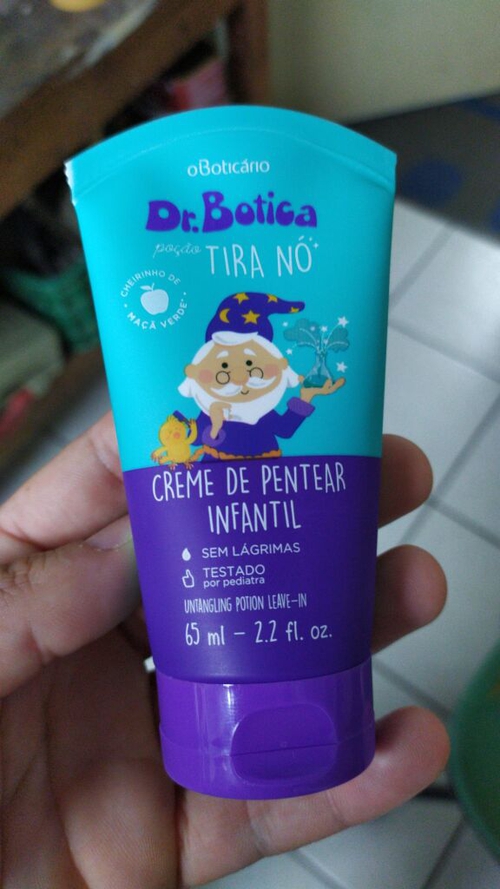 oBoticário
Dr. Botica
poção
TIRA NÓ
CHEIRINHO DE
MAÇÃ VERDE
CREME DE PENTEAR
INFANTIL
SEM LÁGRIMAS
TESTADO
por pediatra
UNTANGLING POTION LEAVE-IN
65 ml - 2.2 fl. oz.